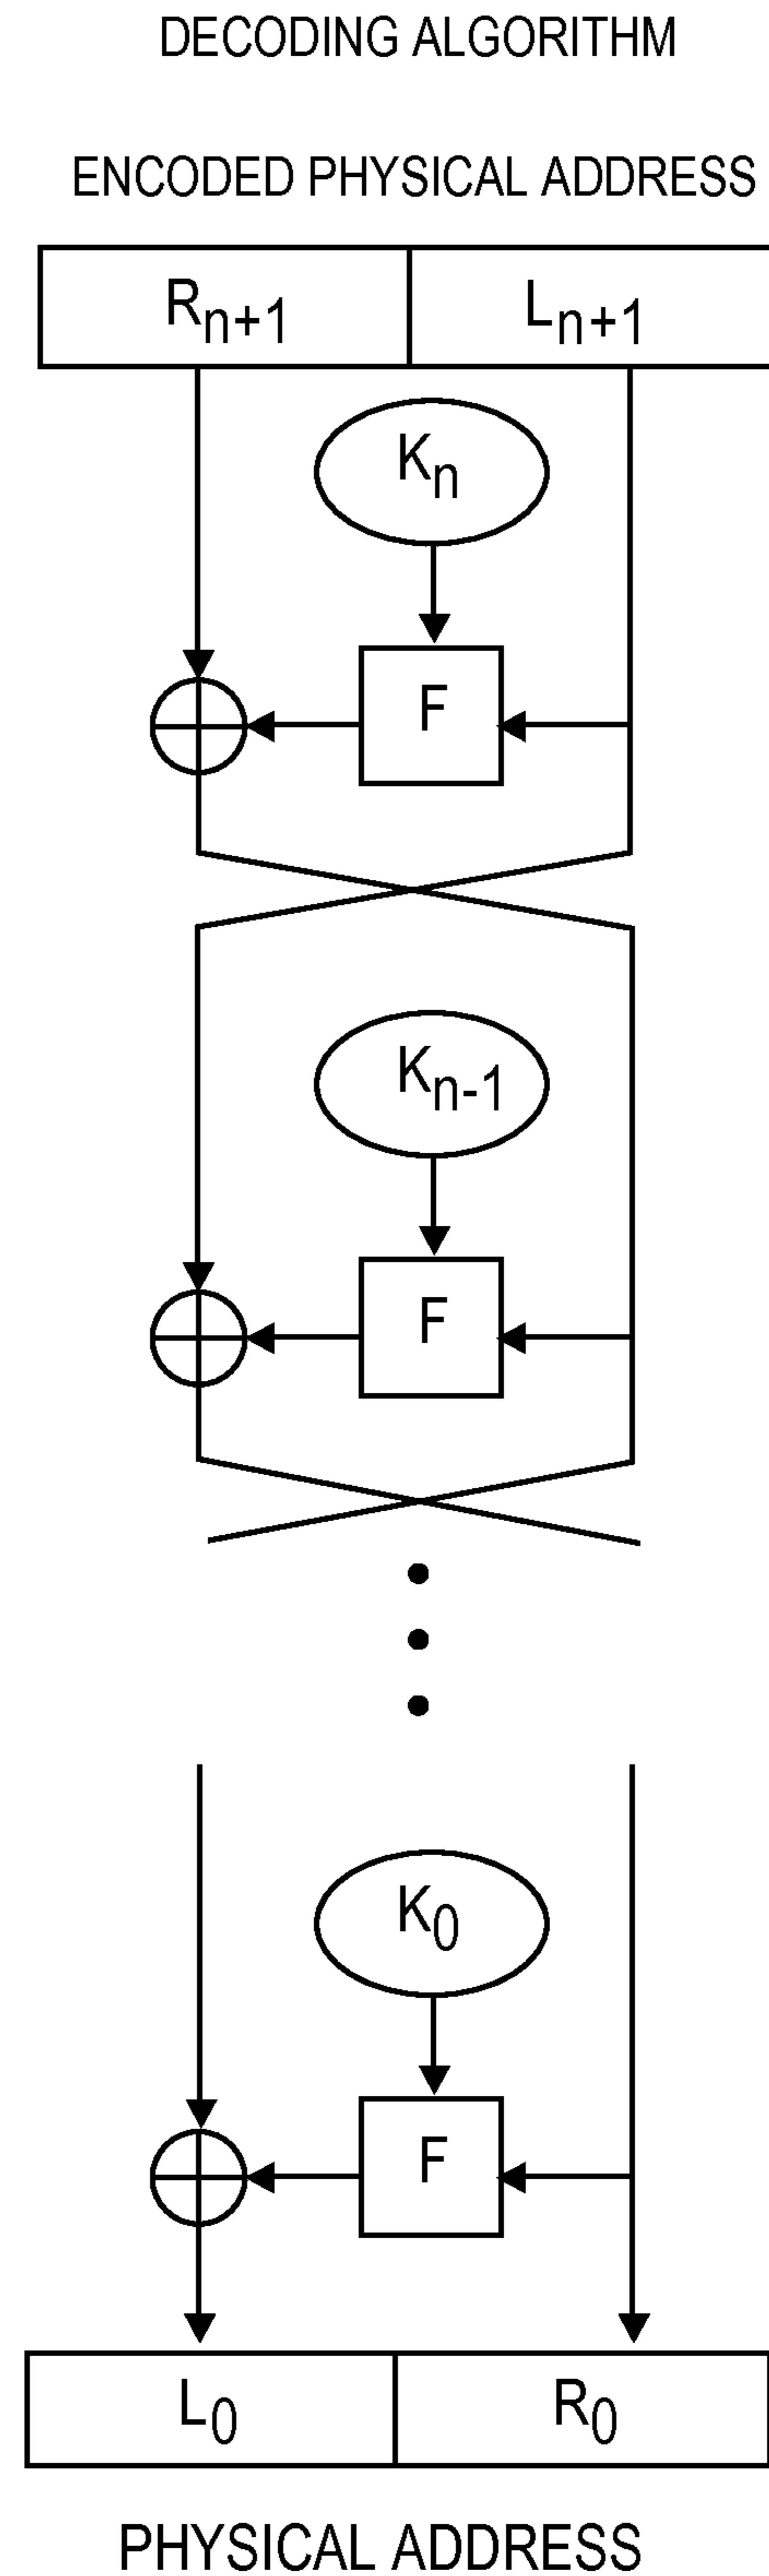 DECODING ALGORITHM
ENCODED PHYSICAL ADDRESS
Rn+1 Ln+1
Kn
F
Kn-1
F
K0
F
L0 R0
PHYSICAL ADDRESS